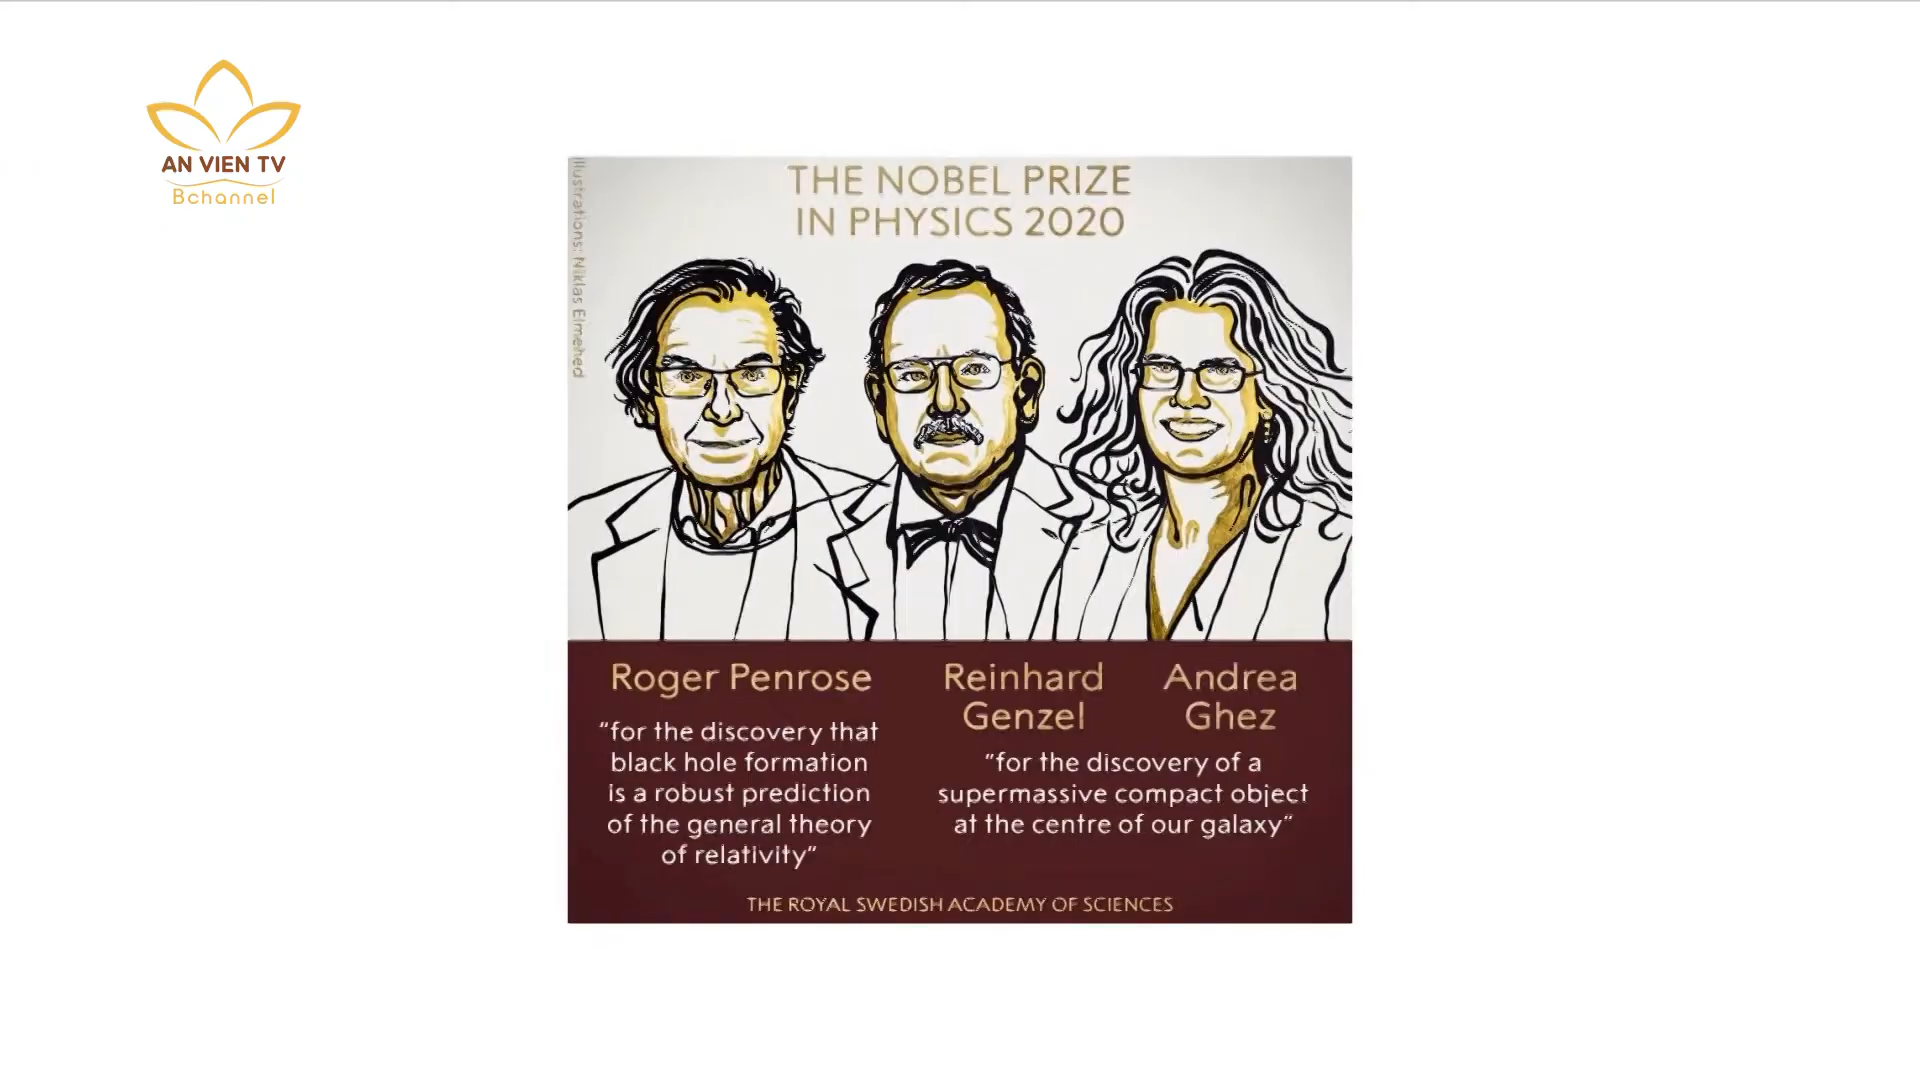 AN VIEN TV
Bchannel
Illustrations: Niklas Elmehed
THE NOBEL PRIZE
IN PHYSICS 2020
Roger Penrose
“for the discovery that
black hole formation
is a robust prediction
of the general theory
of relativity”
Reinhard
Genzel
Andrea
Ghez
“for the discovery of a
supermassive compact object
at the centre of our galaxy”
THE ROYAL SWEDISH ACADEMY OF SCIENCES